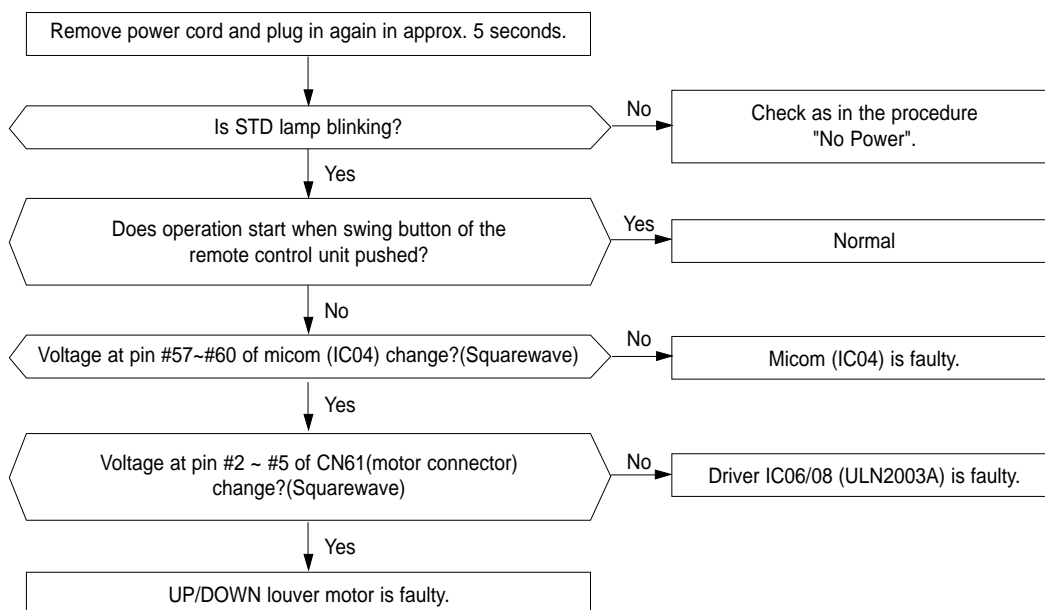 Remove power cord and plug in again in approx. 5 seconds.
Is STD lamp blinking?
No
Check as in the procedure
"No Power".
Yes
Does operation start when swing button of the
remote control unit pushed?
Yes
Normal
No
Voltage at pin #57~#60 of micom (IC04) change?(Squarewave)
No
Micom (IC04) is faulty.
Yes
Voltage at pin #2 ~ #5 of CN61(motor connector)
change?(Squarewave)
No
Driver IC06/08 (ULN2003A) is faulty.
Yes
UP/DOWN louver motor is faulty.